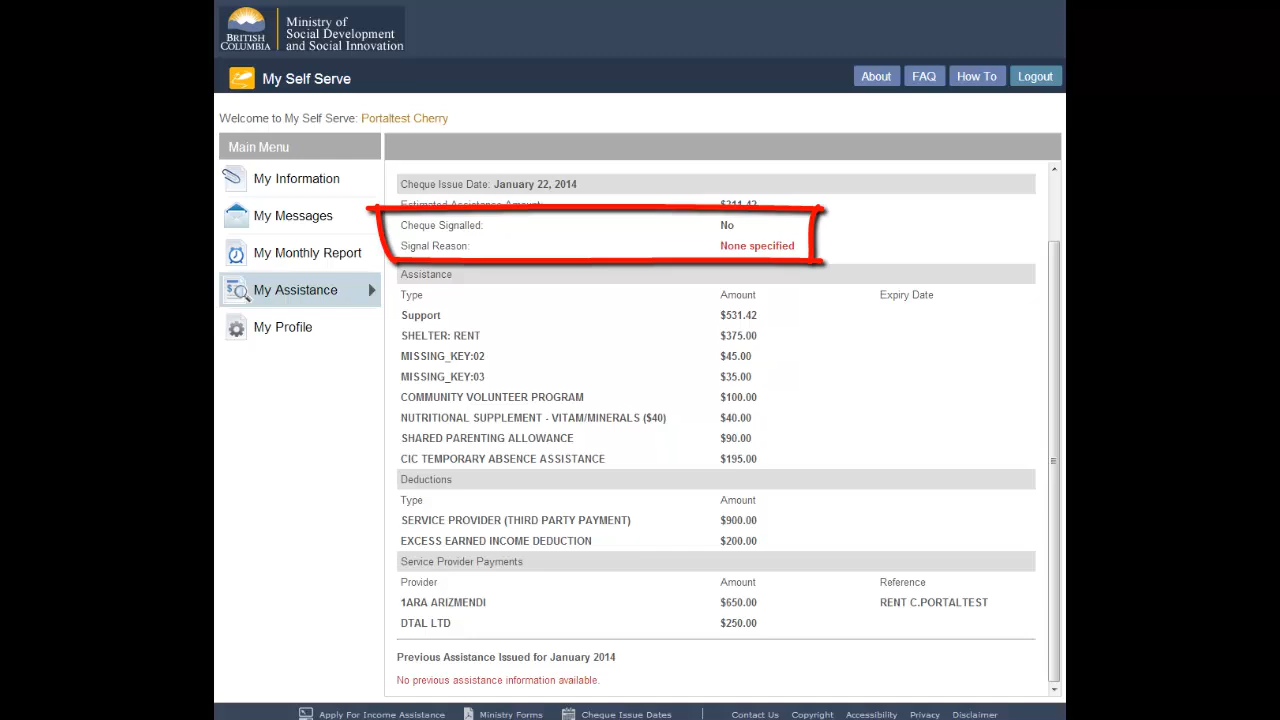 BRITISH
COLUMBIA
Ministry of
Social Development
and Social Innovation
My Self Serve
About FAQ How To Logout
Welcome to My Self Serve: Portaltest Cherry
Main Menu
My Information
My Messages
My Monthly Report
My Assistance
My Profile
Cheque Issue Date: January 22, 2014
Estimated Assistance Amount: $311.42
Cheque Signalled: No
Signal Reason: None specified
Assistance
Type Amount Expiry Date
Support $531.42
SHELTER: RENT $375.00
MISSING_KEY:02 $45.00
MISSING_KEY:03 $35.00
COMMUNITY VOLUNTEER PROGRAM $100.00
NUTRITIONAL SUPPLEMENT - VITAM/MINERALS ($40) $40.00
SHARED PARENTING ALLOWANCE $90.00
CIC TEMPORARY ABSENCE ASSISTANCE $195.00
Deductions
Type Amount
SERVICE PROVIDER (THIRD PARTY PAYMENT) $900.00
EXCESS EARNED INCOME DEDUCTION $200.00
Service Provider Payments
Provider Amount Reference
1ARA ARIZMENDI $650.00 RENT C.PORTALTEST
DTAL LTD $250.00
Previous Assistance Issued for January 2014
No previous assistance information available.
Apply For Income Assistance Ministry Forms Cheque Issue Dates | Contact Us Copyright Accessibility Privacy Disclaimer